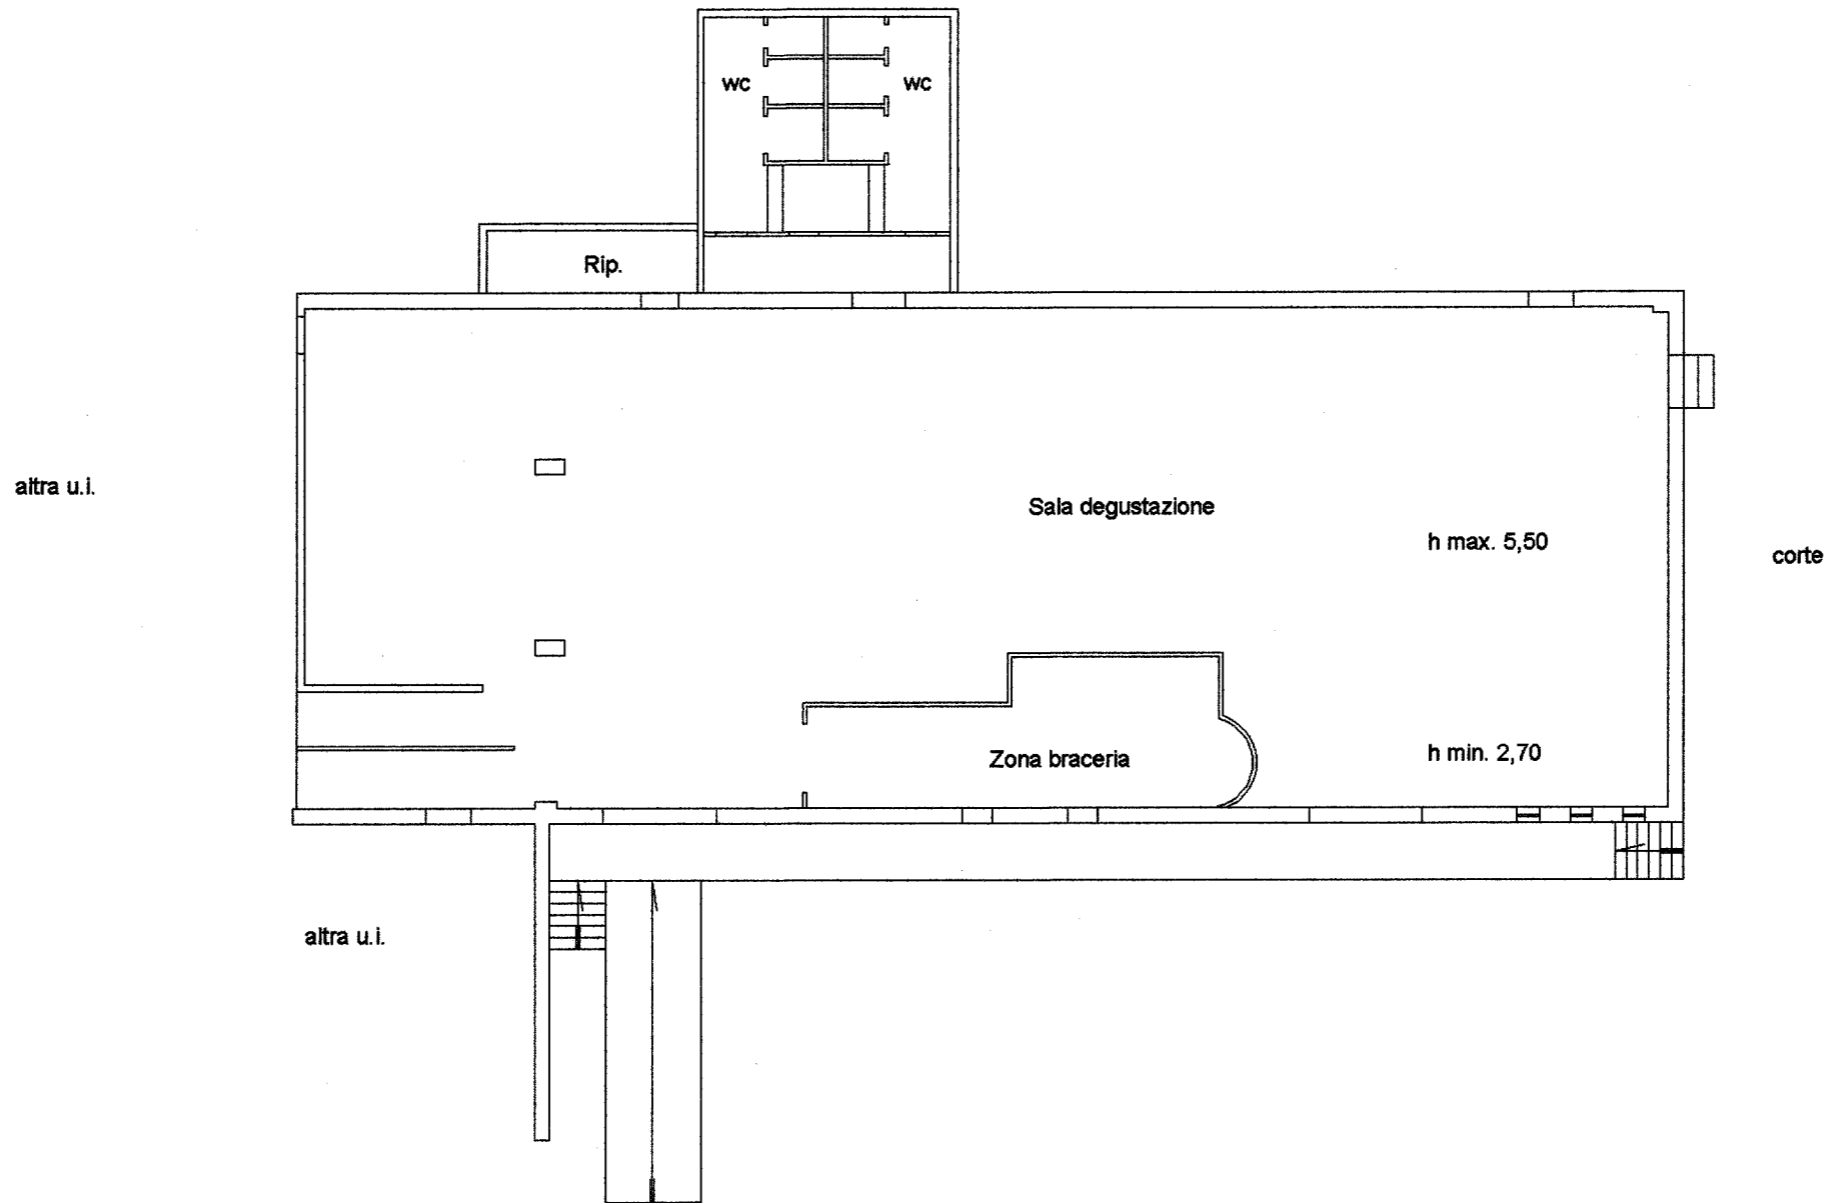 wc
wc
Rip.
altra u.i.
Sala degustazione
h max. 5,50
corte
Zona braceria
h min. 2,70
altra u.i.